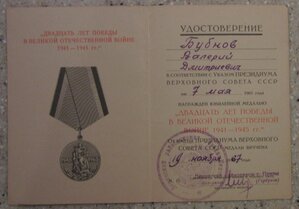 „ДВАДЦАТЬ ЛЕТ ПОБЕДЫ
В ВЕЛИКОЙ ОТЕЧЕСТВЕННОЙ ВОЙНЕ
1941—1945 гг."
УДОСТОВЕРЕНИЕ
Бубнов
Валерий
Дмитриевич
В СООТВЕТСТВИИ С УКАЗОМ ПРЕЗИДИУМА
ВЕРХОВНОГО СОВЕТА СССР
от 7 мая 1965 года
НАГРАЖДЕН ЮБИЛЕЙНОЙ МЕДАЛЬЮ
„ДВАДЦАТЬ ЛЕТ ПОБЕДЫ
В ВЕЛИКОЙ ОТЕЧЕСТВЕННОЙ
ВОЙНЕ 1941—1945 гг."
ОТ ИМЕНИ ПРЕЗИДИУМА ВЕРХОВНОГО
СОВЕТА СССР МЕДАЛЬ ВРУЧЕНА
19 ноября 67